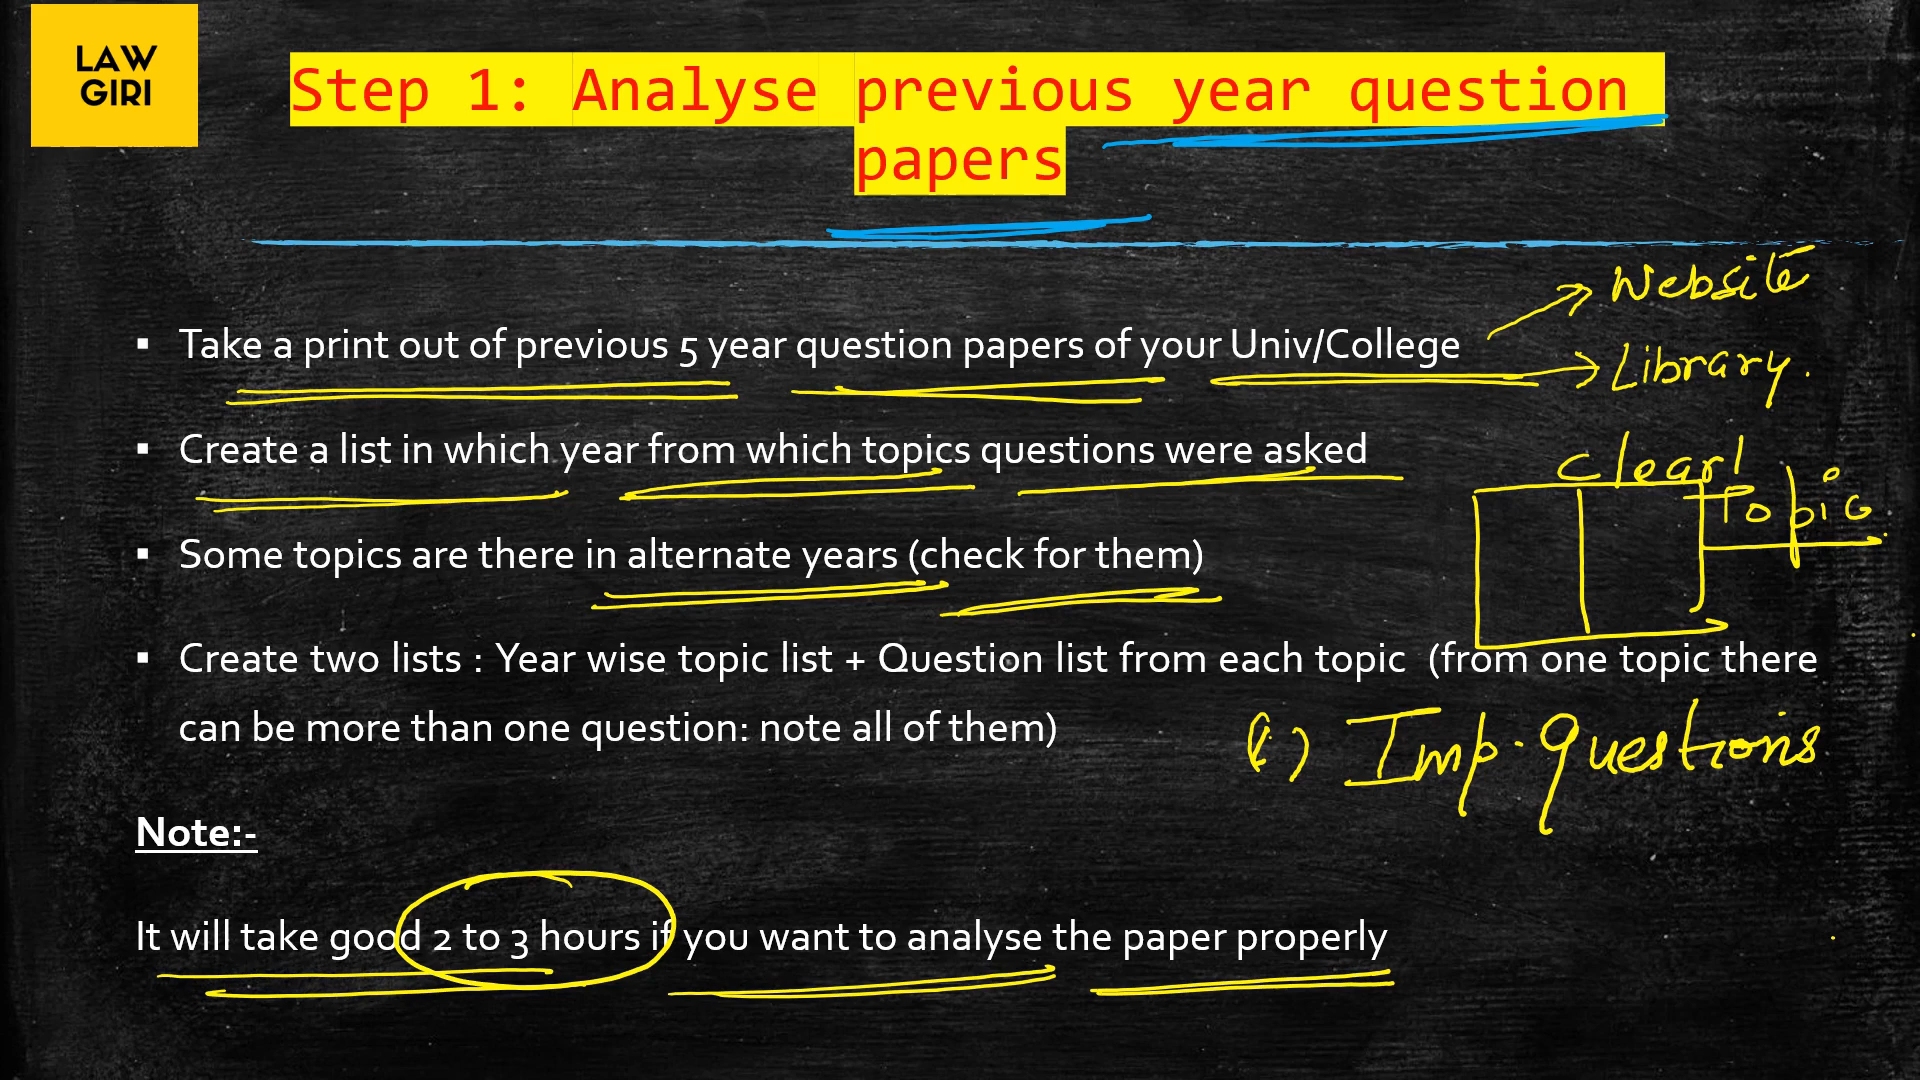 LAW
GIRI
Step 1: Analyse previous year question
papers
Website
▪ Take a print out of previous 5 year question papers of your Univ/College
Library.
▪ Create a list in which year from which topics questions were asked
Clear
Topic
▪ Some topics are there in alternate years (check for them)
▪ Create two lists : Year wise topic list + Question list from each topic (from one topic there
can be more than one question: note all of them)
Imp. Questions
Note:-
It will take good 2 to 3 hours if you want to analyse the paper properly